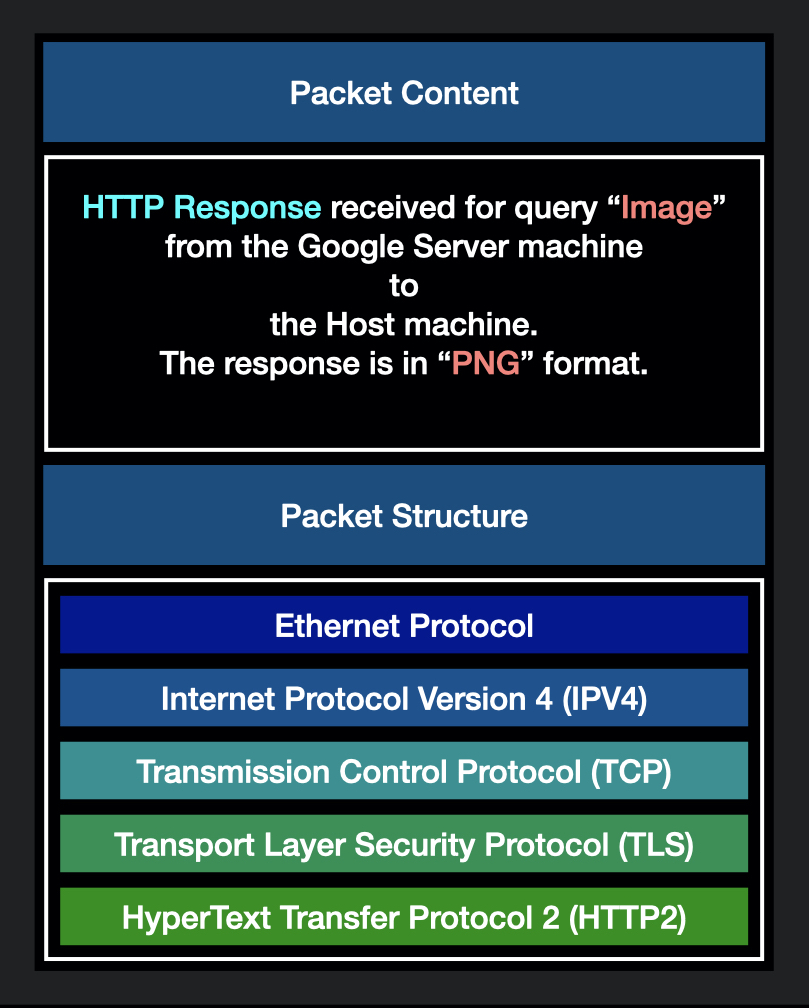 Packet Content
HTTP Response received for query “Image”
from the Google Server machine
to
the Host machine.
The response is in “PNG” format.
Packet Structure
Ethernet Protocol
Internet Protocol Version 4 (IPV4)
Transmission Control Protocol (TCP)
Transport Layer Security Protocol (TLS)
HyperText Transfer Protocol 2 (HTTP2)